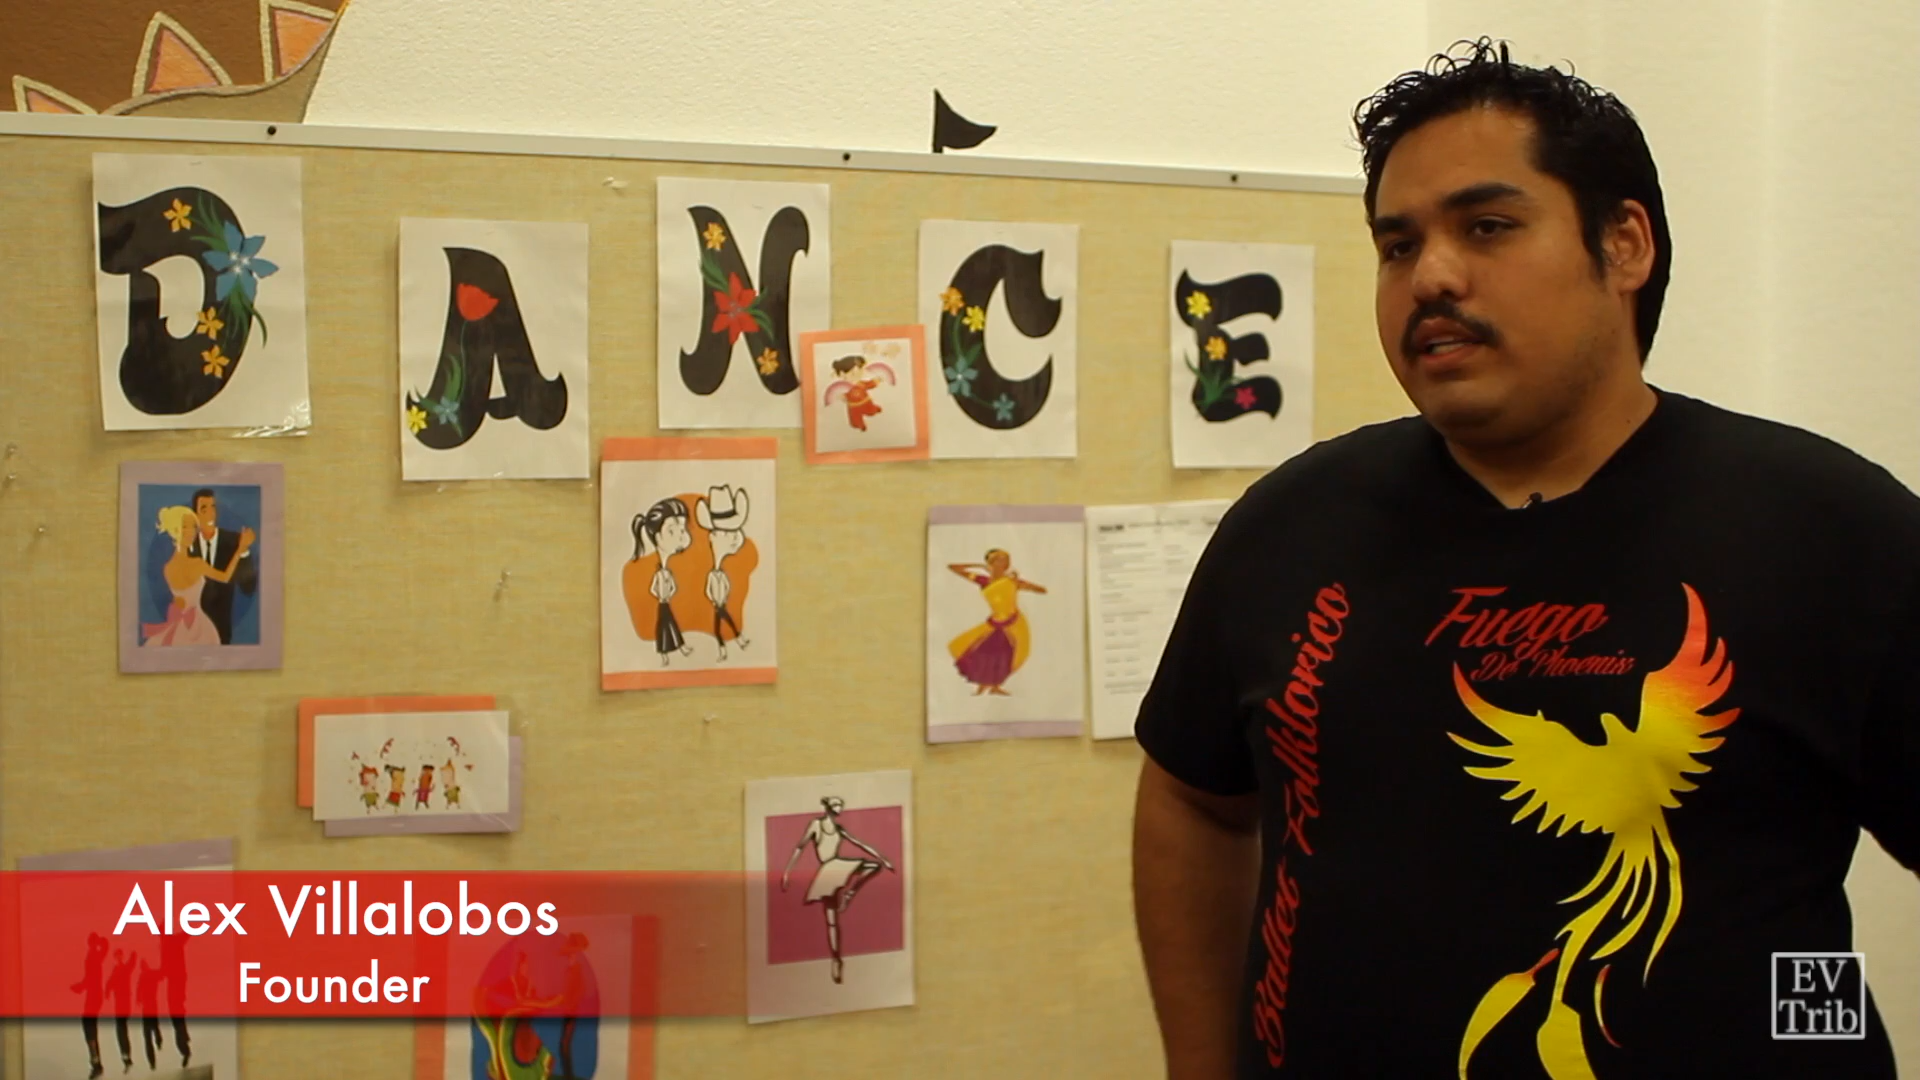 DANCE
Fuego
De Phoenix
Ballet Folklorico
Alex Villalobos
Founder
EV
Trib